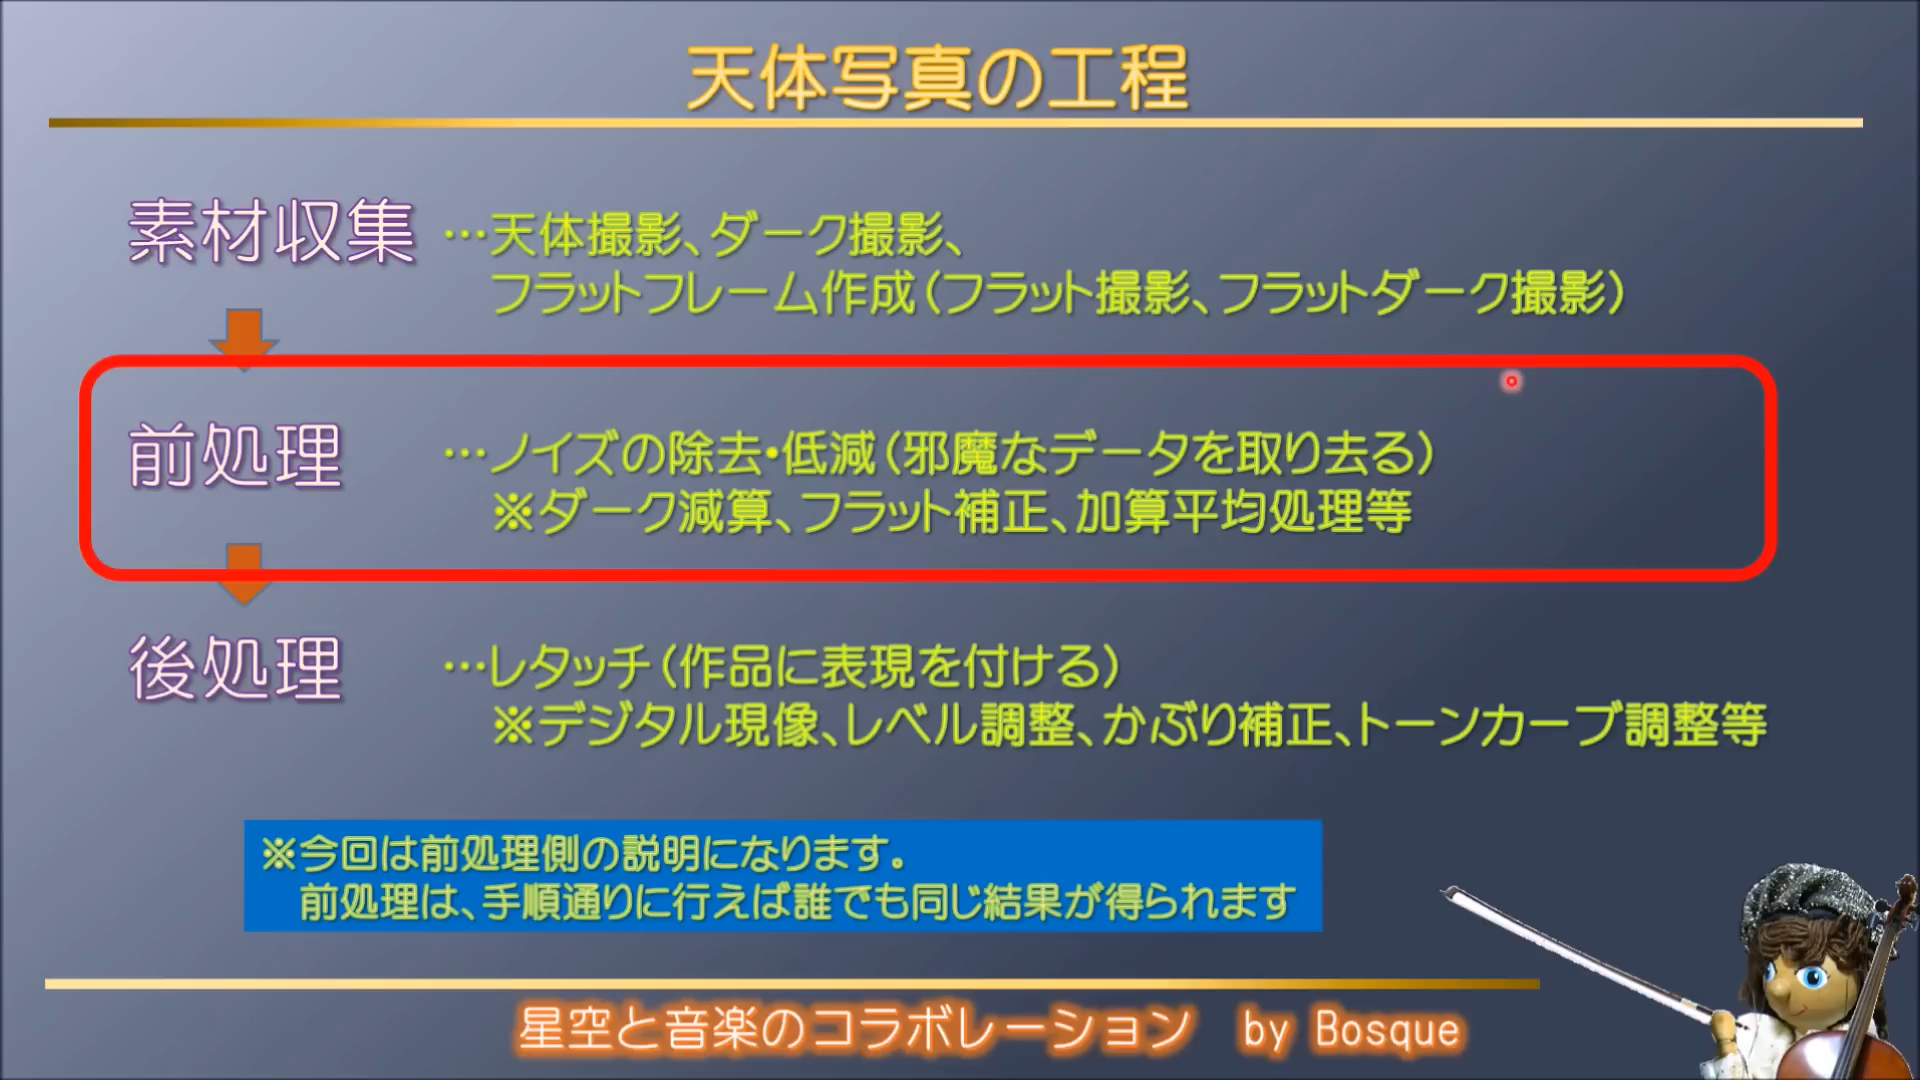 天体写真の工程
素材収集 …天体撮影、ダーク撮影、
フラットフレーム作成（フラット撮影、フラットダーク撮影）
前処理 …ノイズの除去・低減（邪魔なデータを取り去る）
※ダーク減算、フラット補正、加算平均処理等
後処理 …レタッチ（作品に表現を付ける）
※デジタル現像、レベル調整、かぶり補正、トーンカーブ調整等
※今回は前処理側の説明になります。
前処理は、手順通りに行えば誰でも同じ結果が得られます
星空と音楽のコラボレーション　by Bosque